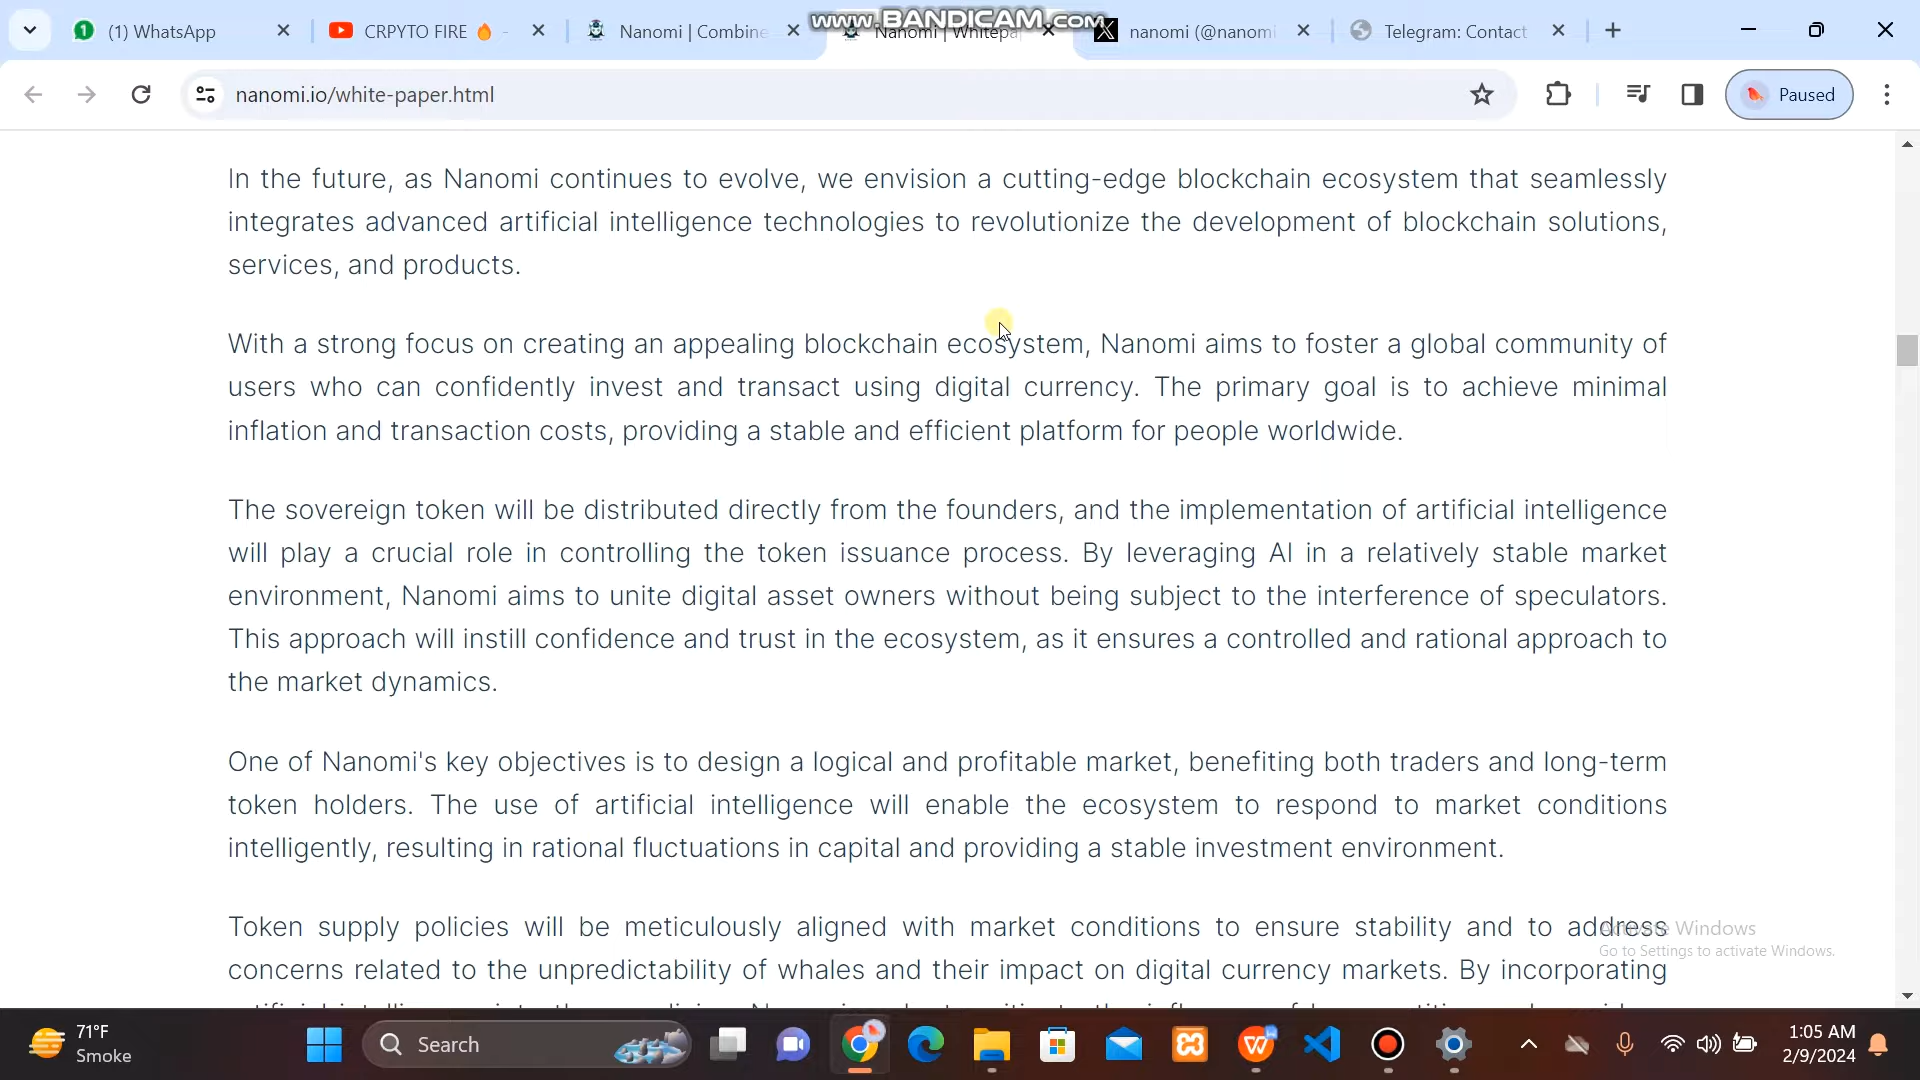 www.BANDICAM.com
(1) WhatsApp
CRPYTO FIRE 🔥 -
Nanomi | Combine
Nanomi | Whitepa
nanomi (@nanomi
Telegram: Contact
nanomi.io/white-paper.html
Paused
In the future, as Nanomi continues to evolve, we envision a cutting-edge blockchain ecosystem that seamlessly
integrates advanced artificial intelligence technologies to revolutionize the development of blockchain solutions,
services, and products.
With a strong focus on creating an appealing blockchain ecosystem, Nanomi aims to foster a global community of
users who can confidently invest and transact using digital currency. The primary goal is to achieve minimal
inflation and transaction costs, providing a stable and efficient platform for people worldwide.
The sovereign token will be distributed directly from the founders, and the implementation of artificial intelligence
will play a crucial role in controlling the token issuance process. By leveraging AI in a relatively stable market
environment, Nanomi aims to unite digital asset owners without being subject to the interference of speculators.
This approach will instill confidence and trust in the ecosystem, as it ensures a controlled and rational approach to
the market dynamics.
One of Nanomi's key objectives is to design a logical and profitable market, benefiting both traders and long-term
token holders. The use of artificial intelligence will enable the ecosystem to respond to market conditions
intelligently, resulting in rational fluctuations in capital and providing a stable investment environment.
Token supply policies will be meticulously aligned with market conditions to ensure stability and to address
concerns related to the unpredictability of whales and their impact on digital currency markets. By incorporating
Activate Windows
Go to Settings to activate Windows.
71°F
Smoke
Search
1:05 AM
2/9/2024